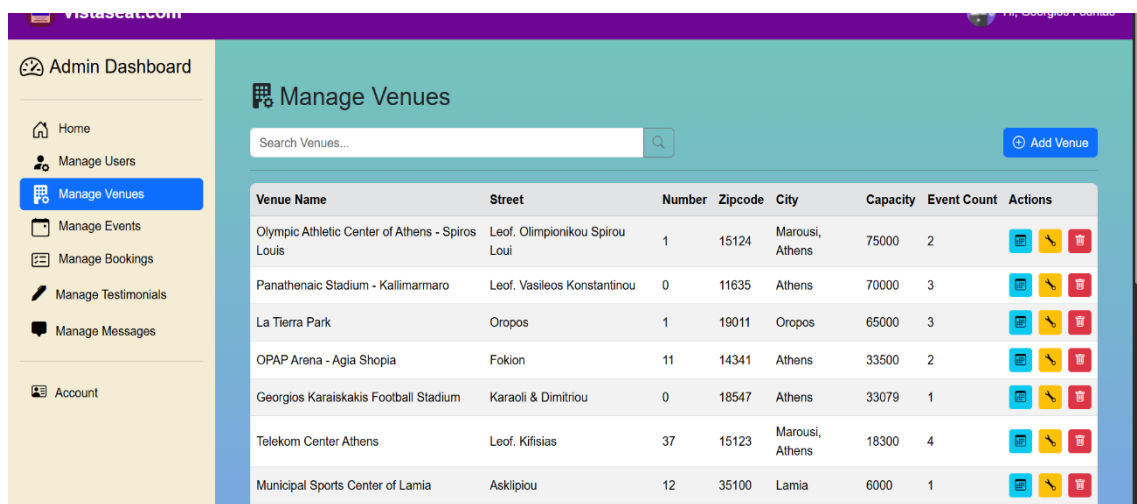 Vistaseat.com
Hi, Georgios Fountas
Admin Dashboard
Home
Manage Users
Manage Venues
Manage Events
Manage Bookings
Manage Testimonials
Manage Messages
Account
Manage Venues
Search Venues...
Add Venue
Venue Name Street Number Zipcode City Capacity Event Count Actions
Olympic Athletic Center of Athens - Spiros Leof. Olimpionikou Spirou Marousi,
Louis Loui 1 15124 Athens 75000 2
Panathenaic Stadium - Kallimarmaro Leof. Vasileos Konstantinou 0 11635 Athens 70000 3
La Tierra Park Oropos 1 19011 Oropos 65000 3
OPAP Arena - Agia Shopia Fokion 11 14341 Athens 33500 2
Georgios Karaiskakis Football Stadium Karaoli & Dimitriou 0 18547 Athens 33079 1
Telekom Center Athens Leof. Kifisias 37 15123 Marousi, 18300 4
Athens
Municipal Sports Center of Lamia Asklipiou 12 35100 Lamia 6000 1